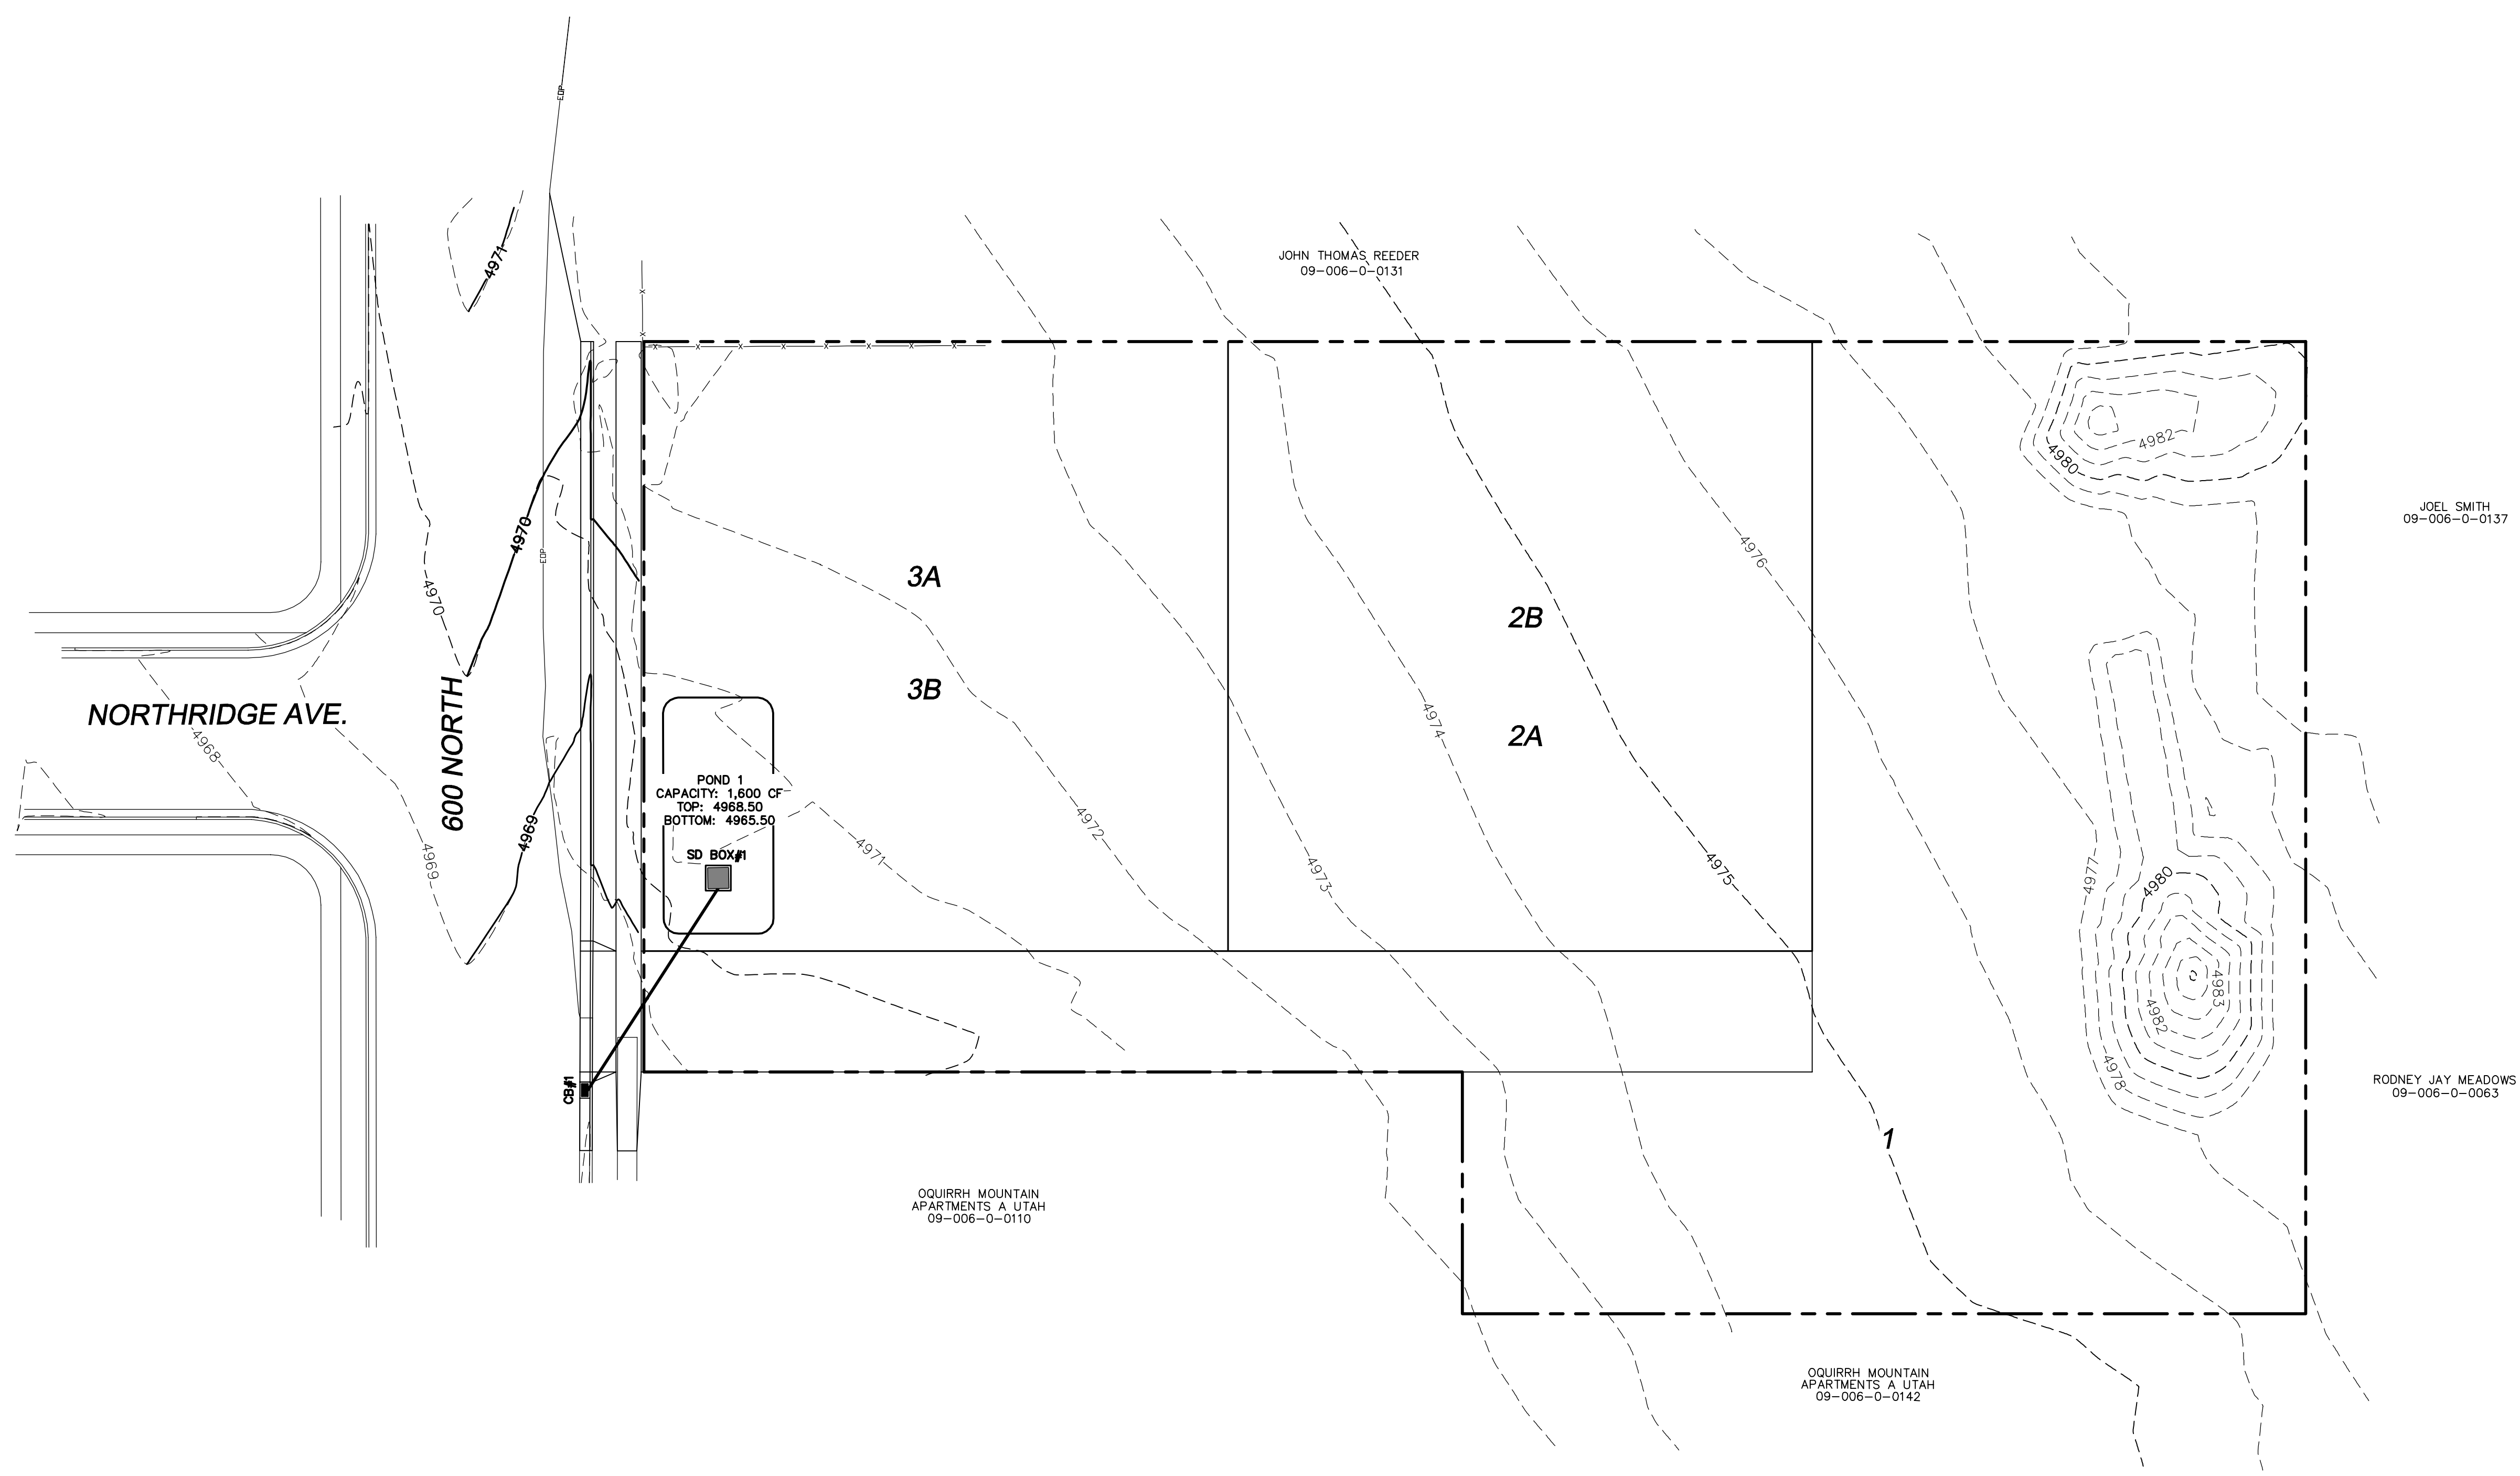 EOP
4971
JOHN THOMAS REEDER
09-006-0-0131
4982
4980
JOEL SMITH
09-006-0-0137
4970
EOP
4976
4970
3A
2B
3B
NORTHRIDGE AVE.
600 NORTH
4968
4974
2A
POND 1
CAPACITY: 1,600 CF
TOP: 4968.50
BOTTOM: 4965.50
4969
4972
SD BOX#1
4971
4969
4973
4975
4977
4980
4983
4982
4978
CB#1
RODNEY JAY MEADOWS
09-006-0-0063
1
OQUIRRH MOUNTAIN
APARTMENTS A UTAH
09-006-0-0110
OQUIRRH MOUNTAIN
APARTMENTS A UTAH
09-006-0-0142